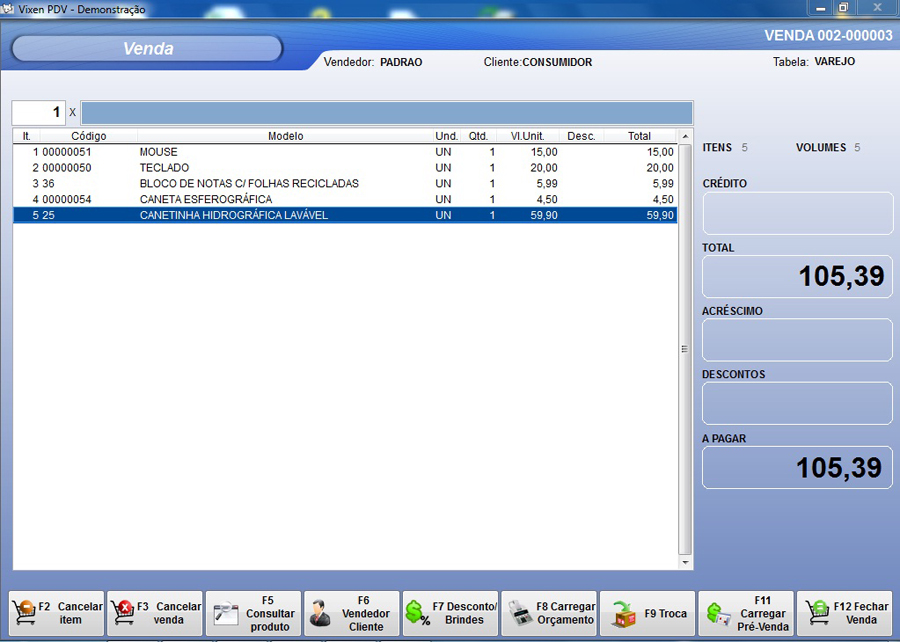 Vixen PDV - Demonstração
Venda
VENDA 002-000003
Vendedor: PADRAO Cliente:CONSUMIDOR Tabela: VAREJO
1 X
It. Código Modelo Und. Qtd. Vl.Unit. Desc. Total
1 00000051 MOUSE UN 1 15,00 15,00
2 00000050 TECLADO UN 1 20,00 20,00
3 36 BLOCO DE NOTAS C/ FOLHAS RECICLADAS UN 1 5,99 5,99
4 00000054 CANETA ESFEROGRÁFICA UN 1 4,50 4,50
5 25 CANETINHA HIDROGRÁFICA LAVÁVEL UN 1 59,90 59,90
ITENS 5 VOLUMES 5
CRÉDITO
TOTAL
105,39
ACRÉSCIMO
DESCONTOS
A PAGAR
105,39
F2 Cancelar
item
F3 Cancelar
venda
F5
Consultar
produto
F6
Vendedor
Cliente
F7 Desconto/
Brindes
F8 Carregar
Orçamento
F9 Troca
F11
Carregar
Pré-Venda
F12 Fechar
Venda